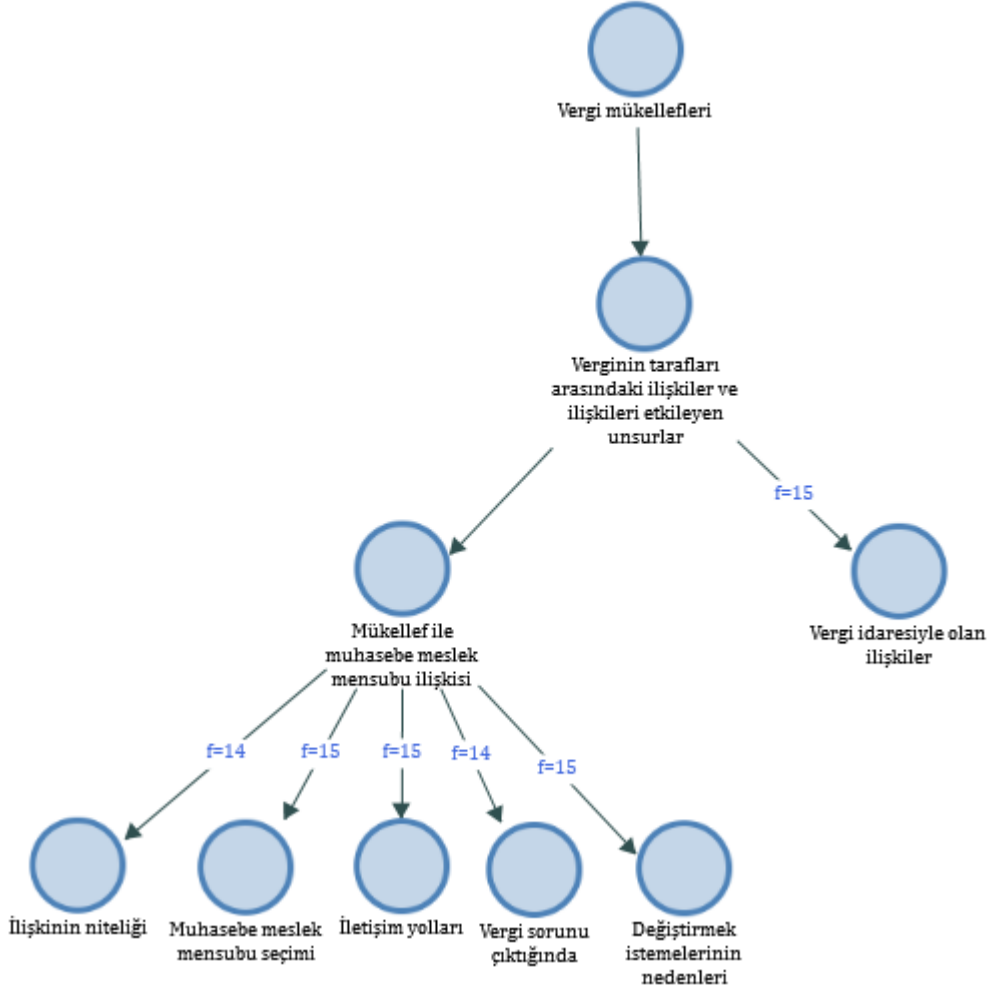 Vergi mükellefleri
Verginin tarafları
arasındaki ilişkiler ve
ilişkileri etkileyen
unsurlar
f=15
Mükellef ile
muhasebe meslek
mensubu ilişkisi
Vergi idaresiyle olan
ilişkiler
f=14
f=15
f=15
f=14
f=15
İlişkinin niteliği
Muhasebe meslek
mensubu seçimi
İletişim yolları
Vergi sorunu
çıktığında
Değiştirmek
istemelerinin
nedenleri